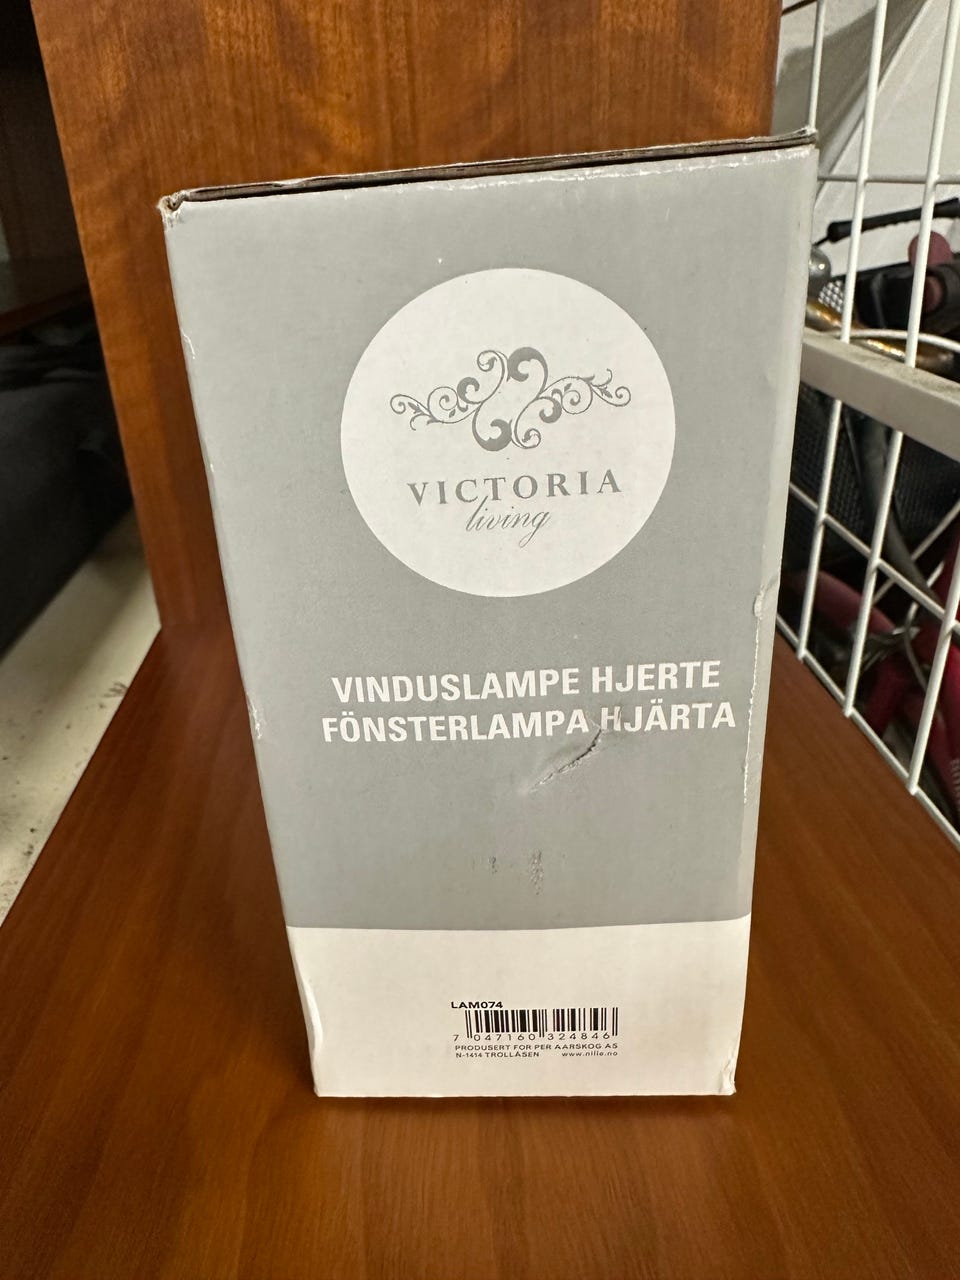 VICTORIA
living
VINDUSLAMPE HJERTE
FÖNSTERLAMPA HJÄRTA
LAM074
7 047160 324846
PRODUSERT FOR PER AARSKOG AS
N-1414 TROLLÅSEN www.nille.no